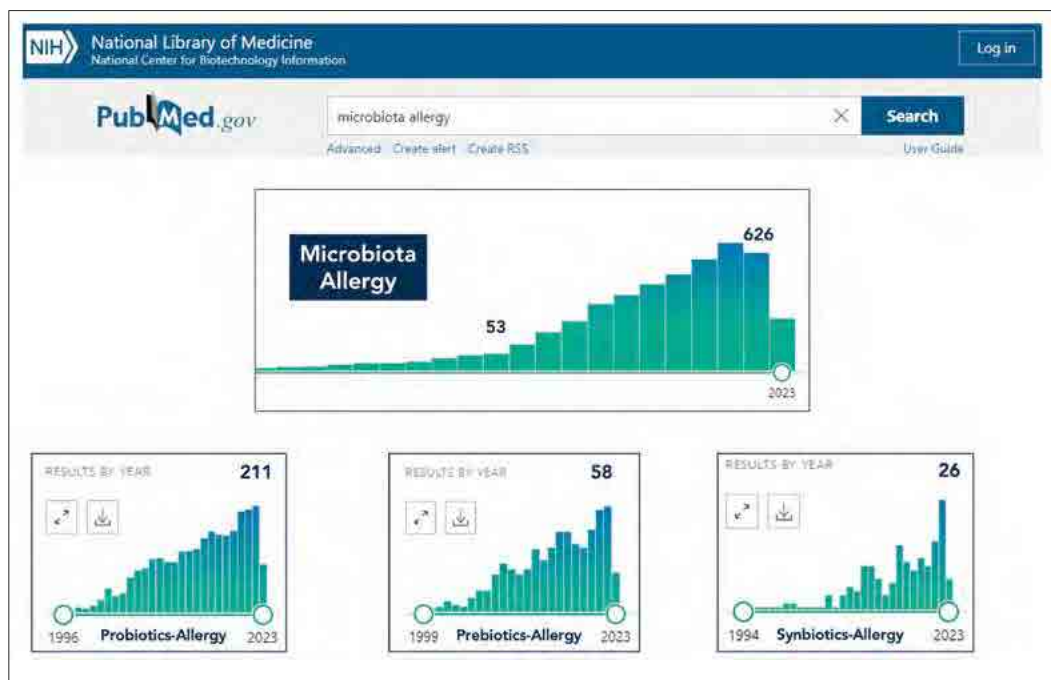 NIH National Library of Medicine
National Center for Biotechnology Information
Log in
PubMed.gov
microbiota allergy
Search
Advanced Create alert Create RSS
User Guide
Microbiota
Allergy
53
626
2023
RESULTS BY YEAR
211
1996
Probiotics-Allergy
2023
RESULTS BY YEAR
58
1999
Prebiotics-Allergy
2023
RESULTS BY YEAR
26
1994
Synbiotics-Allergy
2023